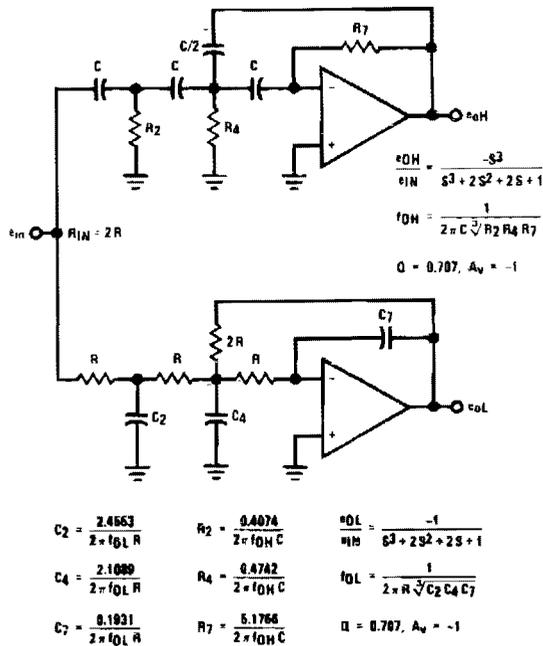 R7
C/2
C
C
C
R2
R4
-
+
eoH
eOH/eIN = -S³/S³ + 2S² + 2S + 1
fOH = 1/2πC ∛R2 R4 R7
Q = 0.707, Av = -1
ein
RIN = 2R
C7
2R
R
R
R
C2
C4
-
+
eoL
C2 = 2.4553/2π fOL R
R2 = 0.4074/2π fOH C
eOL/eIN = -1/S³ + 2S² + 2S + 1
C4 = 2.1089/2π fOL R
R4 = 0.4742/2π fOH C
fOL = 1/2πR ∛C2 C4 C7
C7 = 0.1931/2π fOL R
R7 = 5.1766/2π fOH C
Q = 0.707, Av = -1